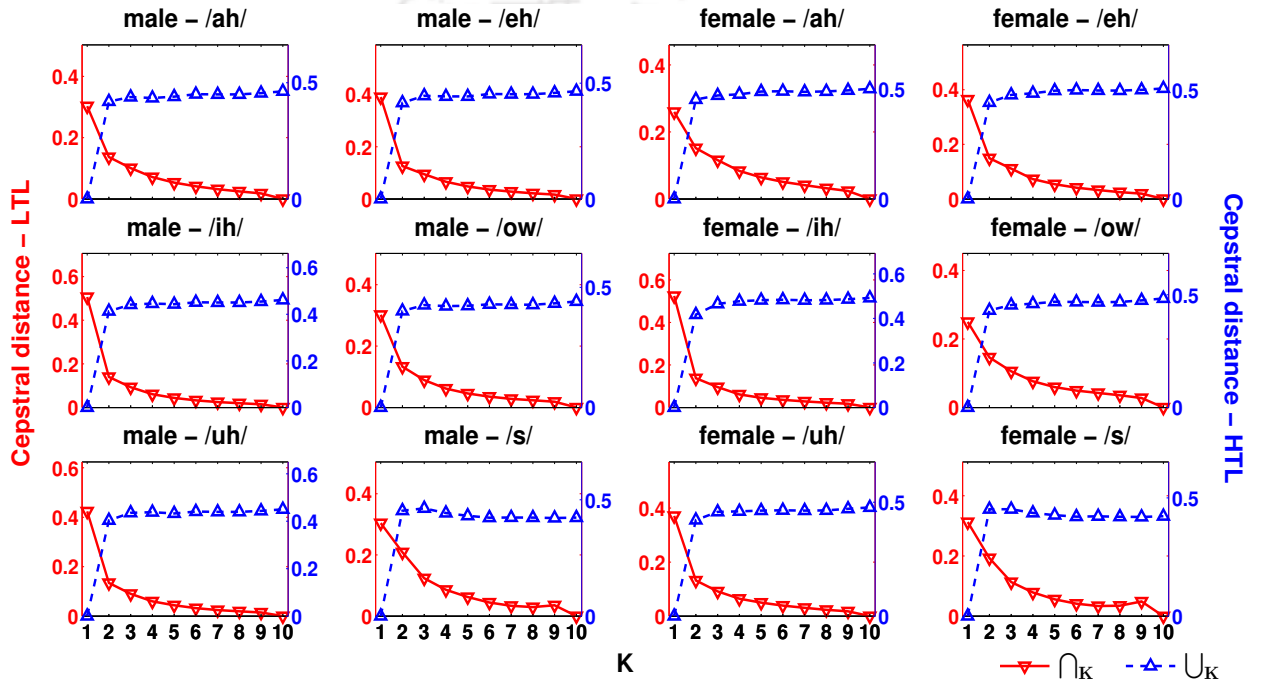 male – /ah/ male – /eh/ female – /ah/ female – /eh/
0.4 0.2 0 0.5 0 0.4 0.2 0 0.5 0 0.4 0.2 0 0.5 0 0.4 0.2 0 0.5 0
male – /ih/ male – /ow/ female – /ih/ female – /ow/
0.6 0.4 0.2 0 0.6 0.4 0.2 0 0.4 0.2 0 0.5 0 0.6 0.4 0.2 0 0.6 0.4 0.2 0 0.4 0.2 0 0.5 0
male – /uh/ male – /s/ female – /uh/ female – /s/
0.6 0.4 0.2 0 0.6 0.4 0.2 0 0.4 0.2 0 0.5 0 0.4 0.2 0 0.5 0 0.4 0.2 0 0.5 0
1 2 3 4 5 6 7 8 9 10 1 2 3 4 5 6 7 8 9 10 1 2 3 4 5 6 7 8 9 10 1 2 3 4 5 6 7 8 9 10
Cepstral distance – LTL
Cepstral distance – HTL
K
⋂K ⋃K